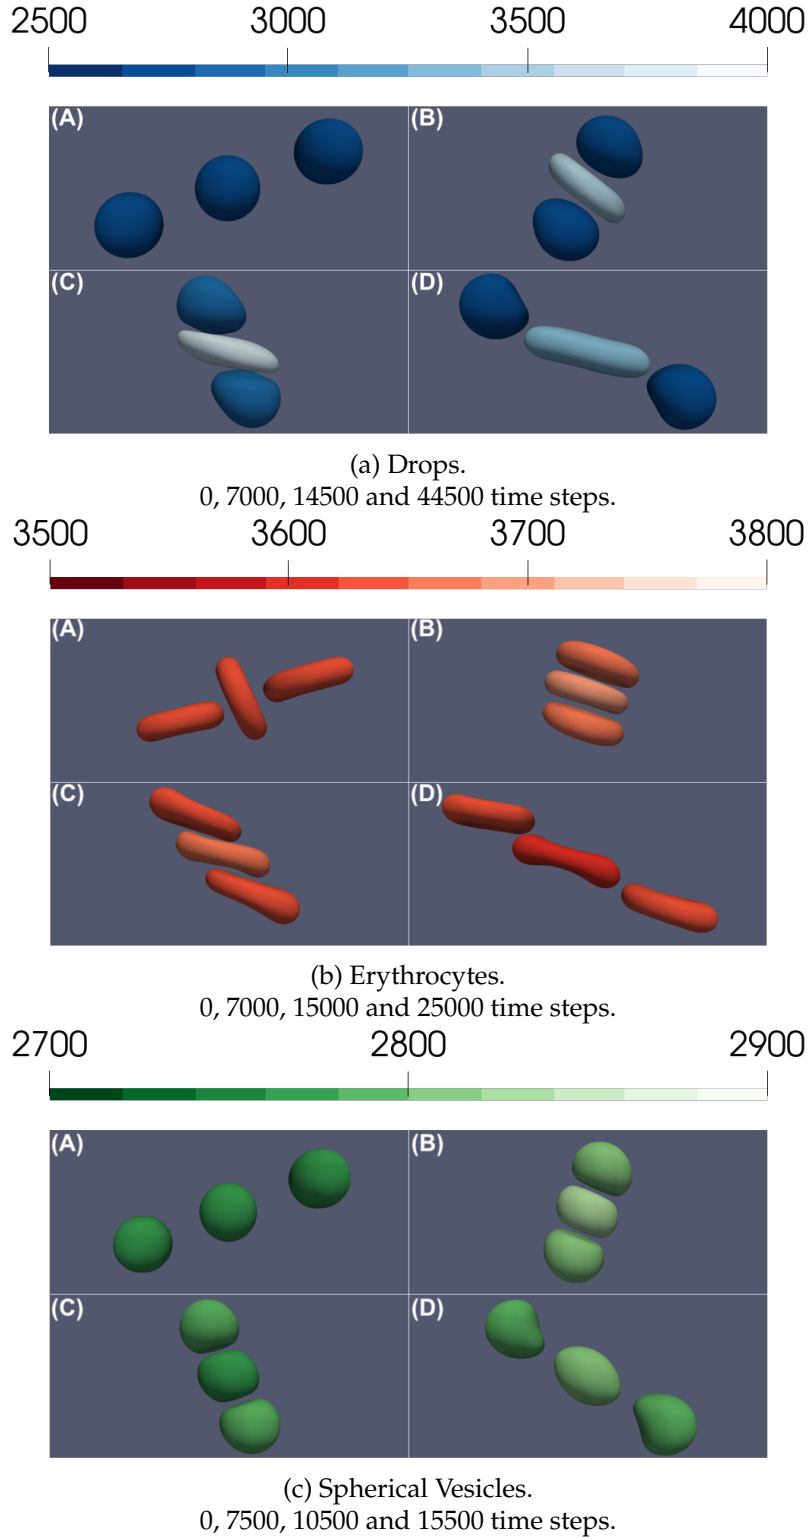 2500 3000 3500 4000
(A) (B)
(C) (D)
(a) Drops.
0, 7000, 14500 and 44500 time steps.
3500 3600 3700 3800
(A) (B)
(C) (D)
(b) Erythrocytes.
0, 7000, 15000 and 25000 time steps.
2700 2800 2900
(A) (B)
(C) (D)
(c) Spherical Vesicles.
0, 7500, 10500 and 15500 time steps.